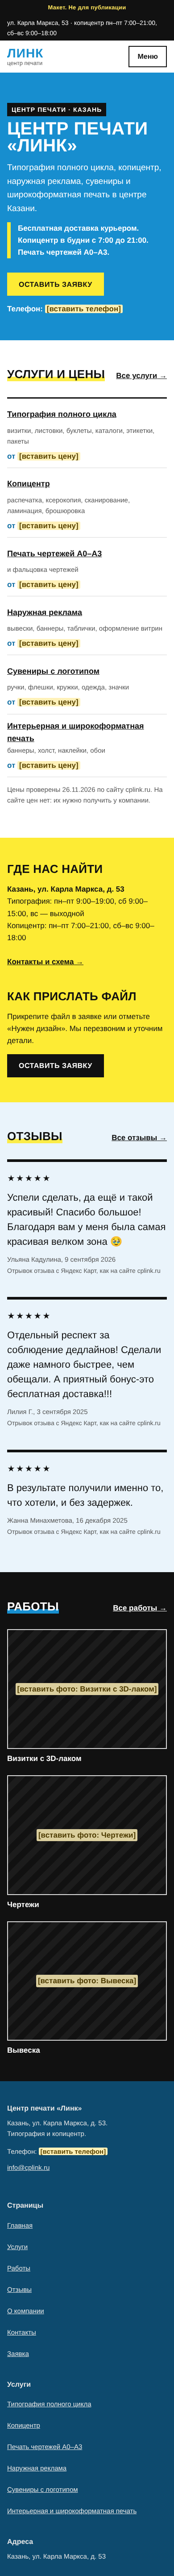 Макет. Не для публикации
ул. Карла Маркса, 53 · копицентр пн–пт 7:00–21:00,
сб–вс 9:00–18:00
ЛИНК
центр печати
Меню
ЦЕНТР ПЕЧАТИ · КАЗАНЬ
ЦЕНТР ПЕЧАТИ
«ЛИНК»
Типография полного цикла, копицентр,
наружная реклама, сувениры и
широкоформатная печать в центре
Казани.
Бесплатная доставка курьером.
Копицентр в будни с 7:00 до 21:00.
Печать чертежей А0–А3.
ОСТАВИТЬ ЗАЯВКУ
Телефон: [вставить телефон]
УСЛУГИ И ЦЕНЫ
Все услуги →
Типография полного цикла
визитки, листовки, буклеты, каталоги, этикетки,
пакеты
от [вставить цену]
Копицентр
распечатка, ксерокопия, сканирование,
ламинация, брошюровка
от [вставить цену]
Печать чертежей А0–А3
и фальцовка чертежей
от [вставить цену]
Наружная реклама
вывески, баннеры, таблички, оформление витрин
от [вставить цену]
Сувениры с логотипом
ручки, флешки, кружки, одежда, значки
от [вставить цену]
Интерьерная и широкоформатная
печать
баннеры, холст, наклейки, обои
от [вставить цену]
Цены проверены 26.11.2026 по сайту cplink.ru. На
сайте цен нет: их нужно получить у компании.
ГДЕ НАС НАЙТИ
Казань, ул. Карла Маркса, д. 53
Типография: пн–пт 9:00–19:00, сб 9:00–
15:00, вс — выходной
Копицентр: пн–пт 7:00–21:00, сб–вс 9:00–
18:00
Контакты и схема →
КАК ПРИСЛАТЬ ФАЙЛ
Прикрепите файл в заявке или отметьте
«Нужен дизайн». Мы перезвоним и уточним
детали.
ОСТАВИТЬ ЗАЯВКУ
ОТЗЫВЫ
Все отзывы →
★★★★★
Успели сделать, да ещё и такой
красивый! Спасибо большое!
Благодаря вам у меня была самая
красивая велком зона 🥹
Ульяна Кадулина, 9 сентября 2026
Отрывок отзыва с Яндекс Карт, как на сайте cplink.ru
★★★★★
Отдельный респект за
соблюдение дедлайнов! Сделали
даже намного быстрее, чем
обещали. А приятный бонус-это
бесплатная доставка!!!
Лилия Г., 3 сентября 2025
Отрывок отзыва с Яндекс Карт, как на сайте cplink.ru
★★★★★
В результате получили именно то,
что хотели, и без задержек.
Жанна Минахметова, 16 декабря 2025
Отрывок отзыва с Яндекс Карт, как на сайте cplink.ru
РАБОТЫ
Все работы →
[вставить фото: Визитки с 3D-лаком]
Визитки с 3D-лаком
[вставить фото: Чертежи]
Чертежи
[вставить фото: Вывеска]
Вывеска
Центр печати «Линк»
Казань, ул. Карла Маркса, д. 53.
Типография и копицентр.
Телефон: [вставить телефон]
info@cplink.ru
Страницы
Главная
Услуги
Работы
Отзывы
О компании
Контакты
Заявка
Услуги
Типография полного цикла
Копицентр
Печать чертежей А0–А3
Наружная реклама
Сувениры с логотипом
Интерьерная и широкоформатная печать
Адреса
Казань, ул. Карла Маркса, д. 53